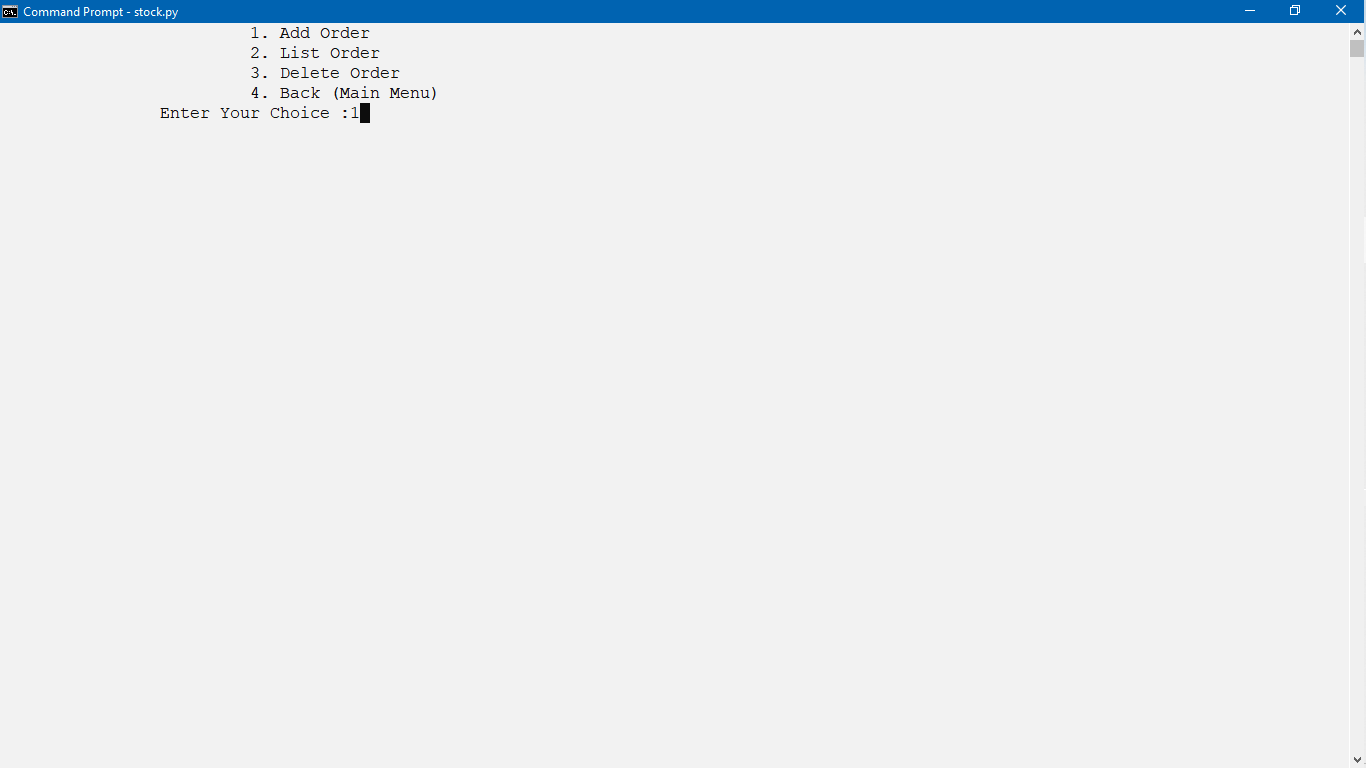 Command Prompt - stock.py
1. Add Order
2. List Order
3. Delete Order
4. Back (Main Menu)
Enter Your Choice :1